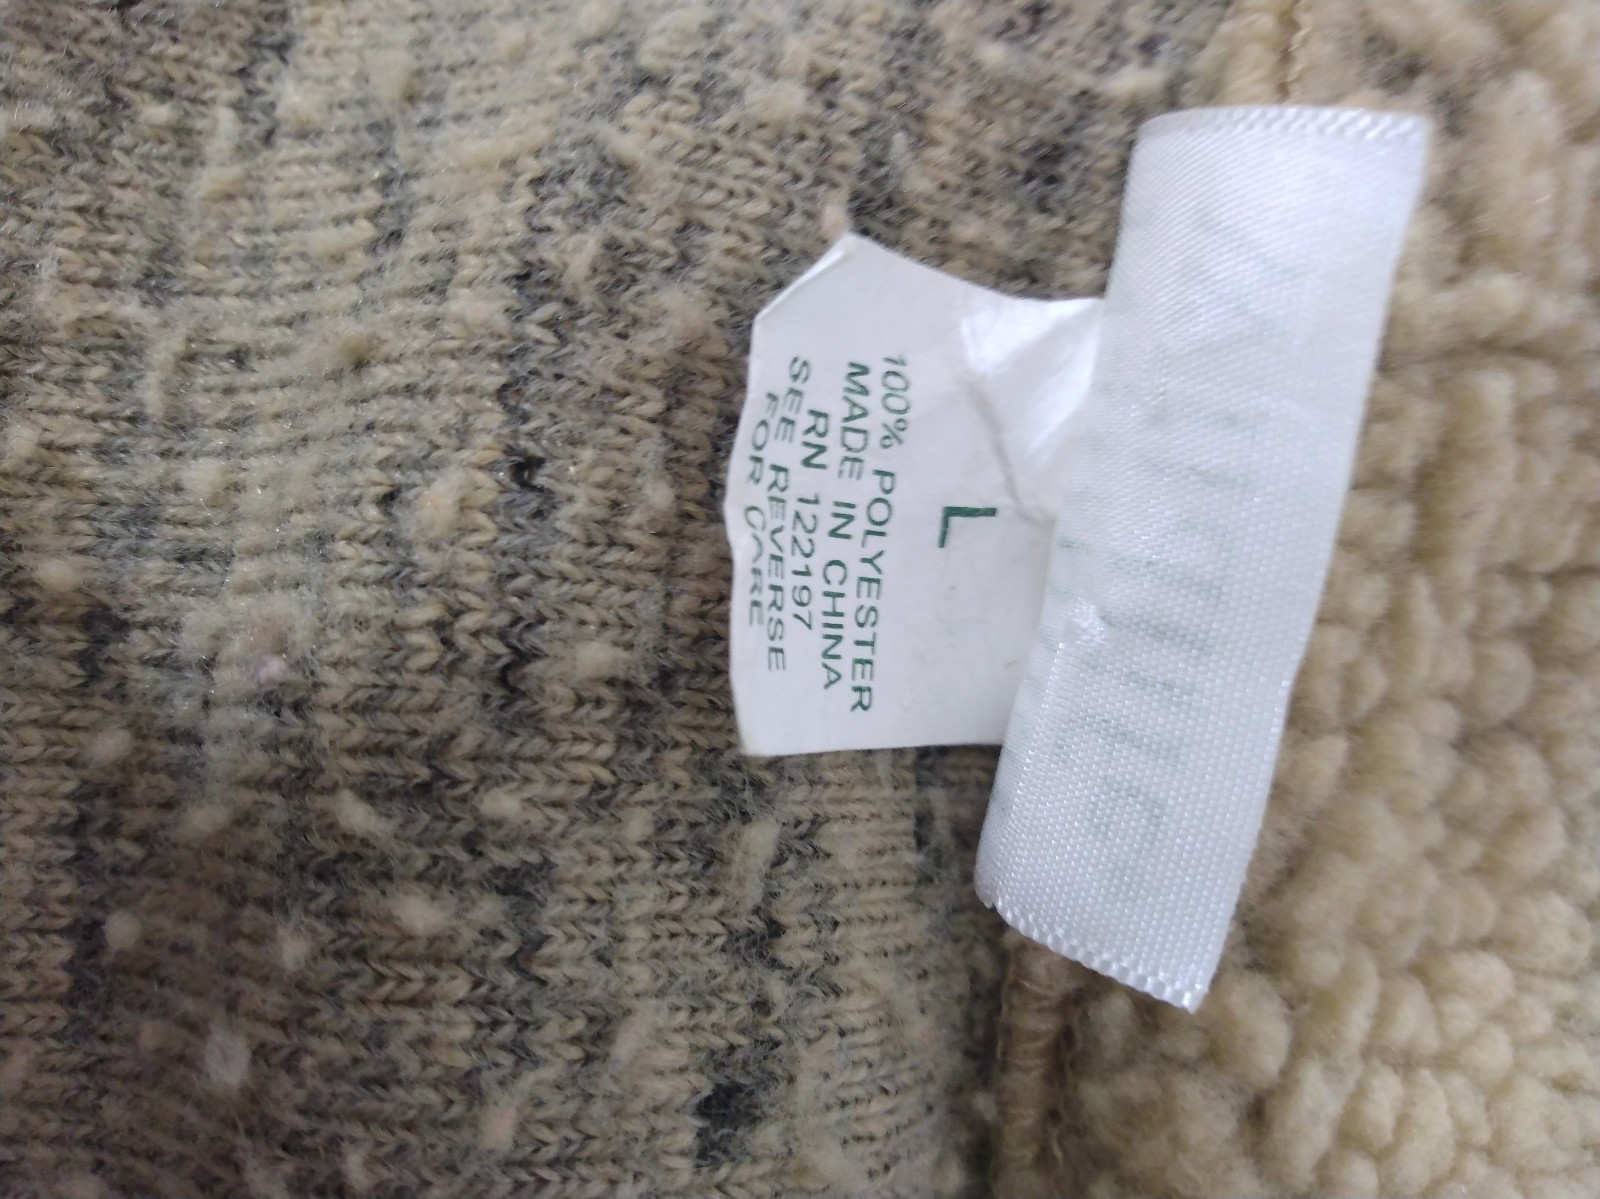 L
100% POLYESTER
MADE IN CHINA
RN 122197
SEE REVERSE
FOR CARE